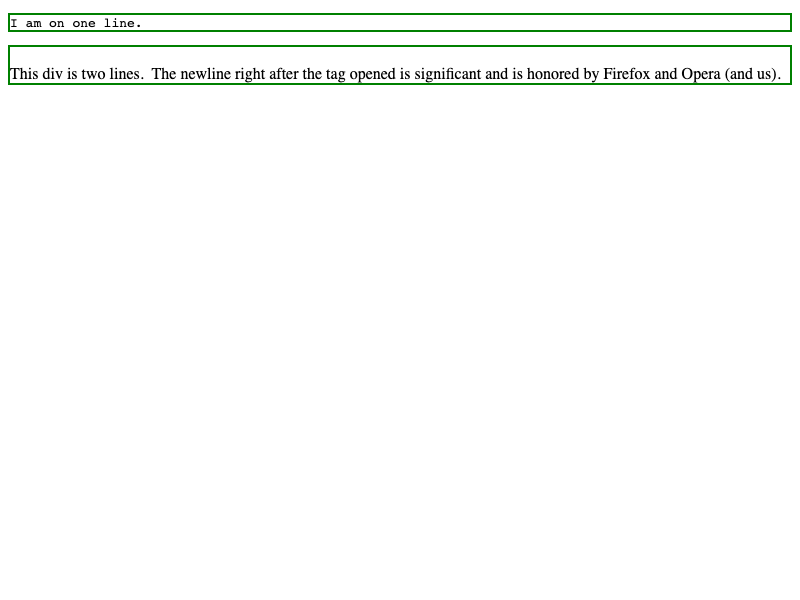 I am on one line.
This div is two lines.  The newline right after the tag opened is significant and is honored by Firefox and Opera (and us).